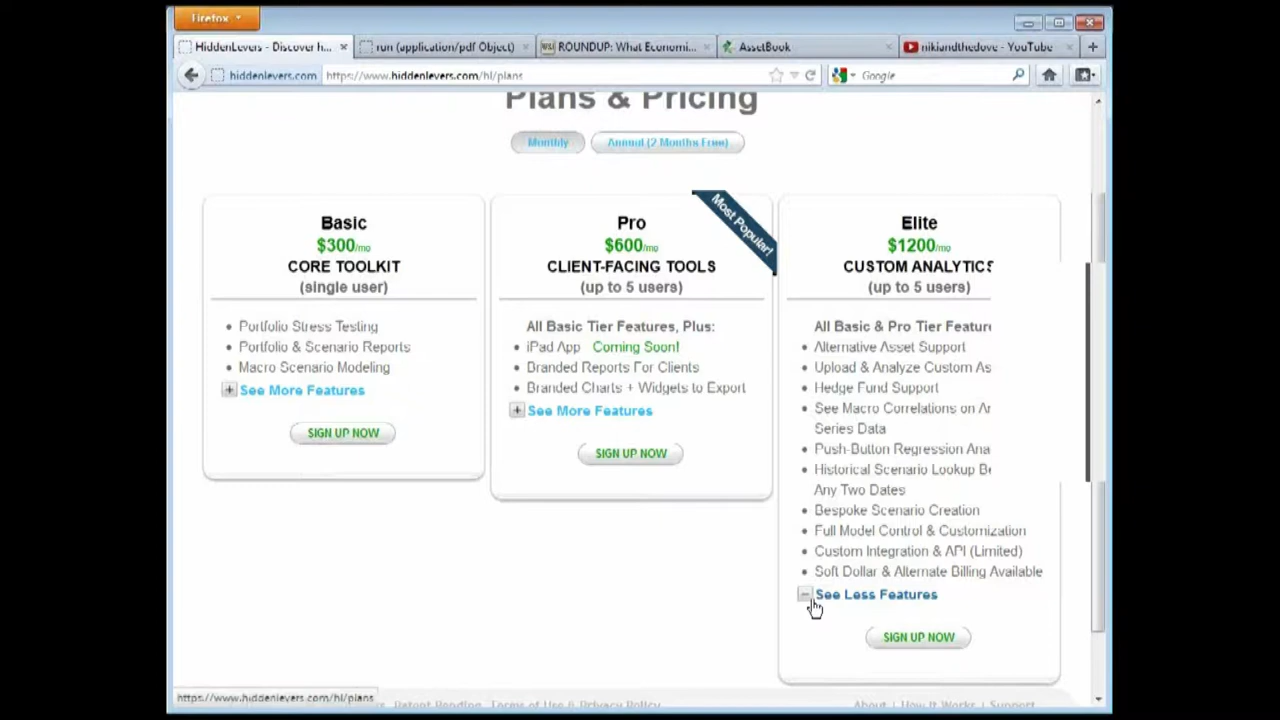 Firefox
HiddenLevers - Discover h...
run (application/pdf Object)
ROUNDUP: What Economi...
AssetBook
nikiandthedove - YouTube
hiddenlevers.com
https://www.hiddenlevers.com/hl/plans
Google
Plans & Pricing
Monthly
Annual (2 Months Free)
Basic
$300/mo
CORE TOOLKIT
(single user)
Portfolio Stress Testing
Portfolio & Scenario Reports
Macro Scenario Modeling
See More Features
SIGN UP NOW
Most Popular!
Pro
$600/mo
CLIENT-FACING TOOLS
(up to 5 users)
All Basic Tier Features, Plus:
iPad App Coming Soon!
Branded Reports For Clients
Branded Charts + Widgets to Export
See More Features
SIGN UP NOW
Elite
$1200/mo
CUSTOM ANALYTICS
(up to 5 users)
All Basic & Pro Tier Featur
Alternative Asset Support
Upload & Analyze Custom As
Hedge Fund Support
See Macro Correlations on
Series Data
Push-Button Regression Ana
Historical Scenario Lookup Be
Any Two Dates
Bespoke Scenario Creation
Full Model Control & Customization
Custom Integration & API (Limited)
Soft Dollar & Alternate Billing Available
See Less Features
SIGN UP NOW
https://www.hiddenlevers.com/hl/plans
Patent Pending Terms of Use & Privacy Policy
About | How It Works | Support